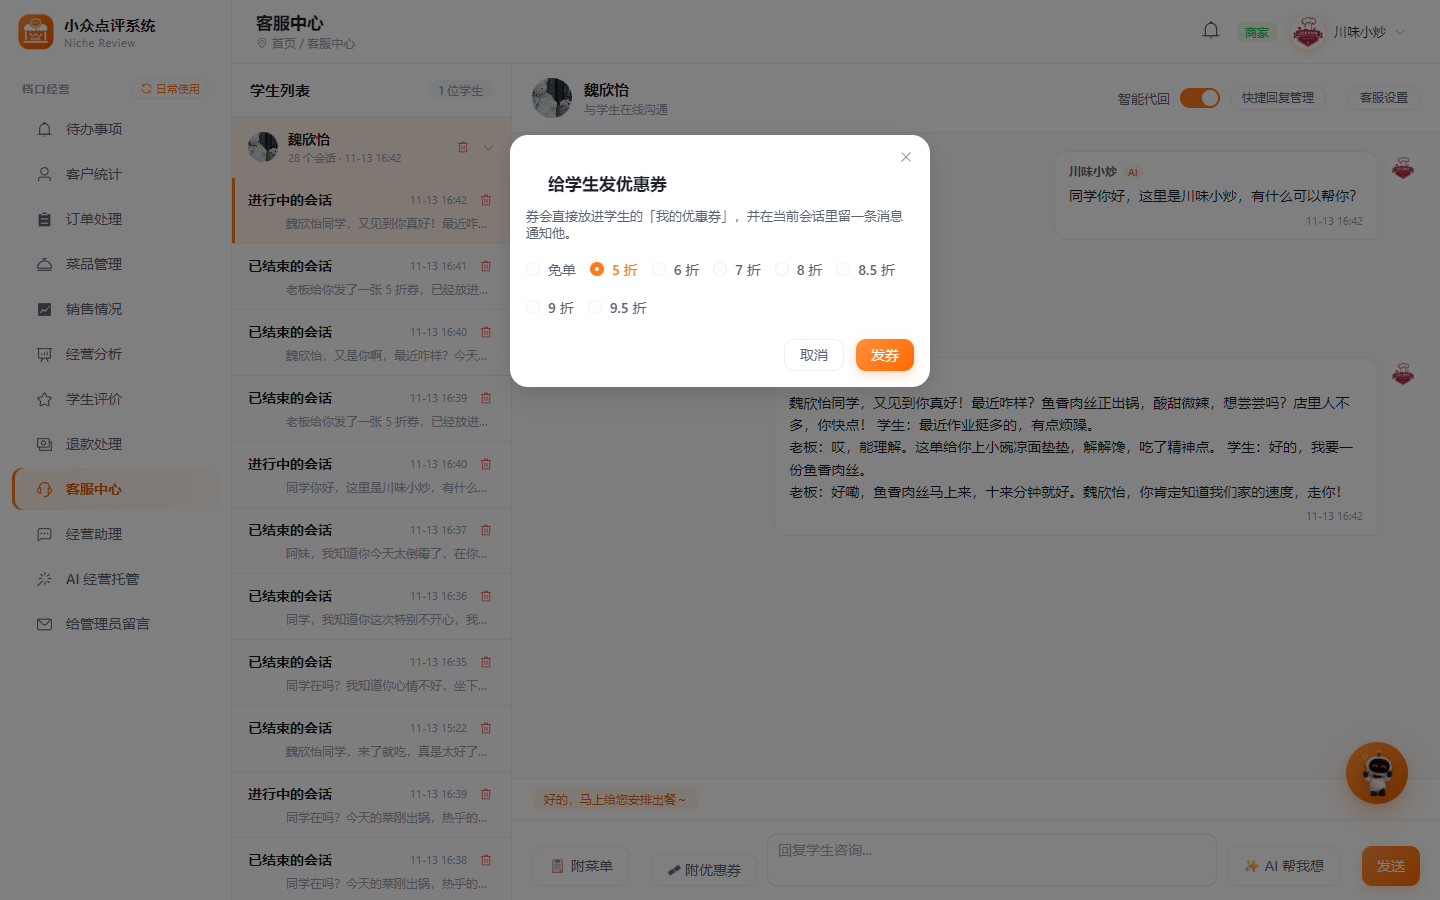 小众点评系统
Niche Review
档口经营
日常使用
待办事项
客户统计
订单处理
菜品管理
销售情况
经营分析
学生评价
退款处理
客服中心
经营助理
AI 经营托管
给管理员留言
客服中心
首页 / 客服中心
商家
川味小炒
学生列表
1 位学生
魏欣怡
28 个会话 · 11-13 16:42
进行中的会话
11-13 16:42
魏欣怡同学，又见到你真好！最近咋...
已结束的会话
11-13 16:41
老板给你发了一张 5 折券，已经放进...
已结束的会话
11-13 16:40
魏欣怡，又是你啊，最近咋样？今天...
已结束的会话
11-13 16:39
老板给你发了一张 5 折券，已经放进...
进行中的会话
11-13 16:40
同学你好，这里是川味小炒，有什么...
已结束的会话
11-13 16:37
阿妹，我知道你今天太倒霉了，在你...
已结束的会话
11-13 16:36
同学，我知道你这次特别不开心，我...
已结束的会话
11-13 16:35
同学在吗？我知道你心情不好，坐下...
已结束的会话
11-13 15:22
魏欣怡同学，来了就吃，真是太好了...
进行中的会话
11-13 16:39
同学在吗？今天的菜刚出锅，热乎的...
已结束的会话
11-13 16:38
同学在吗？今天的菜刚出锅，热乎的...
魏欣怡
与学生在线沟通
智能代回
快捷回复管理
客服设置
川味小炒 AI
同学你好，这里是川味小炒，有什么可以帮你？
11-13 16:42
给学生发优惠券
券会直接放进学生的「我的优惠券」，并在当前会话里留一条消息
通知他。
免单
5 折
6 折
7 折
8 折
8.5 折
9 折
9.5 折
取消
发券
魏欣怡同学，又见到你真好！最近咋样？鱼香肉丝正出锅，酸甜微辣，想尝尝吗？店里人不
多，你快点！ 学生：最近作业挺多的，有点烦躁。
老板：哎，能理解。这单给你上小碗凉面垫垫，解解馋，吃了精神点。 学生：好的，我要一
份鱼香肉丝。
老板：好嘞，鱼香肉丝马上来，十来分钟就好。魏欣怡，你肯定知道我们家的速度，走你！
11-13 16:42
好的，马上给您安排出餐～
附菜单
附优惠券
回复学生咨询...
AI 帮我想
发送